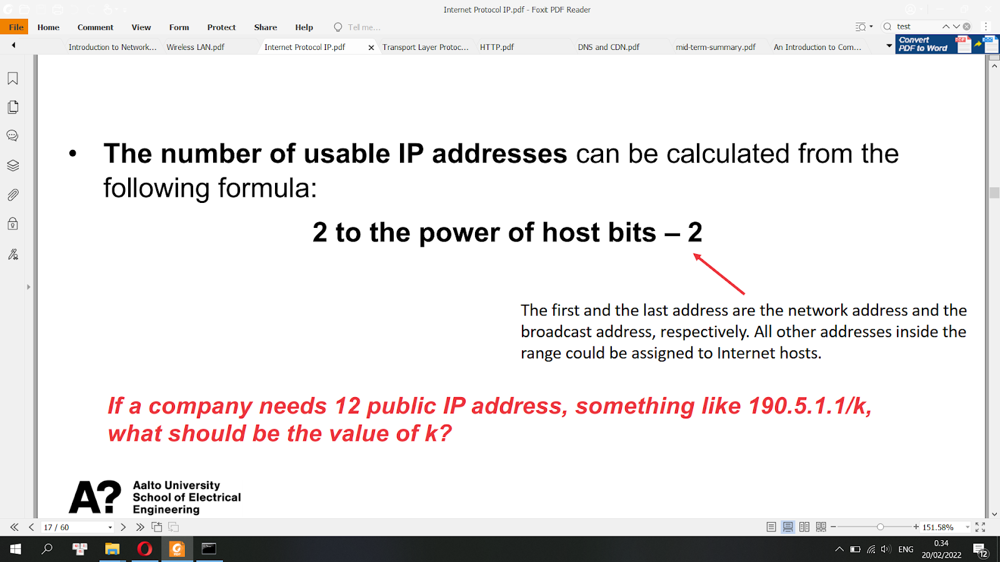 Internet Protocol IP.pdf - Foxit PDF Reader
File Home Comment View Form Protect Share Help Tell me... test
Introduction to Network... Wireless LAN.pdf Internet Protocol IP.pdf Transport Layer Protoc... HTTP.pdf DNS and CDN.pdf mid-term-summary.pdf An Introduction to Com...
Convert
PDF to Word
PDF
DOC
• The number of usable IP addresses can be calculated from the
following formula:
2 to the power of host bits – 2
The first and the last address are the network address and the
broadcast address, respectively. All other addresses inside the
range could be assigned to Internet hosts.
If a company needs 12 public IP address, something like 190.5.1.1/k,
what should be the value of k?
A?
Aalto University
School of Electrical
Engineering
17 / 60
151.58%
ENG
0.34
20/02/2022
12